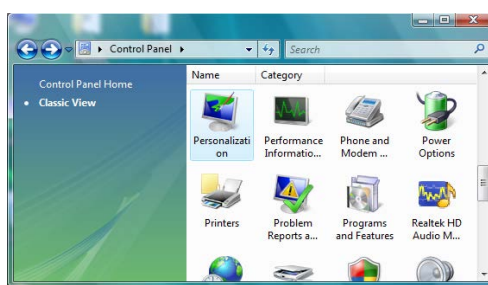 Control Panel
Search
Control Panel Home
Classic View
Name Category
Personalizati
on
Performance
Informatio...
Phone and
Modem ...
Power
Options
Printers
Problem
Reports a...
Programs
and Features
Realtek HD
Audio M...